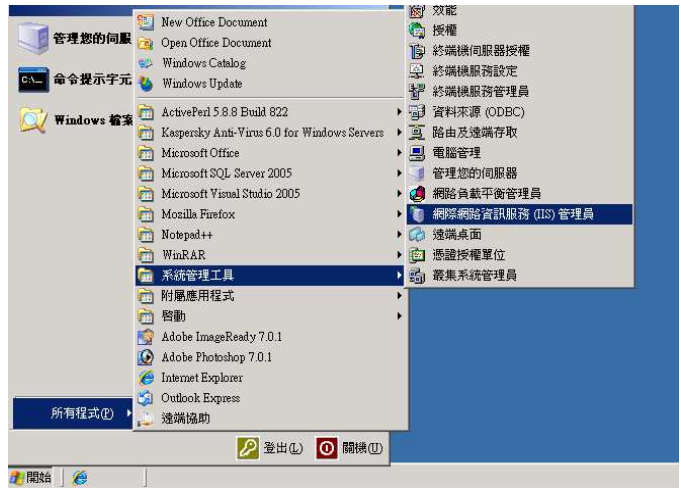 管理您的伺服
命令提示字元
Windows 檔案
所有程式(P)
New Office Document
Open Office Document
Windows Catalog
Windows Update
ActivePerl 5.8.8 Build 822
Kaspersky Anti-Virus 6.0 for Windows Servers
Microsoft Office
Microsoft SQL Server 2005
Microsoft Visual Studio 2005
Mozilla Firefox
Notepad++
WinRAR
系統管理工具
附屬應用程式
啓動
Adobe ImageReady 7.0.1
Adobe Photoshop 7.0.1
Internet Explorer
Outlook Express
遠端協助
效能
授權
終端機伺服器授權
終端機服務設定
終端機服務管理員
資料來源 (ODBC)
路由及遠端存取
電腦管理
管理您的伺服器
網路負載平衡管理員
網際網路資訊服務 (IIS) 管理員
遠端桌面
憑證授權單位
叢集系統管理員
登出(L)
關機(U)
開始